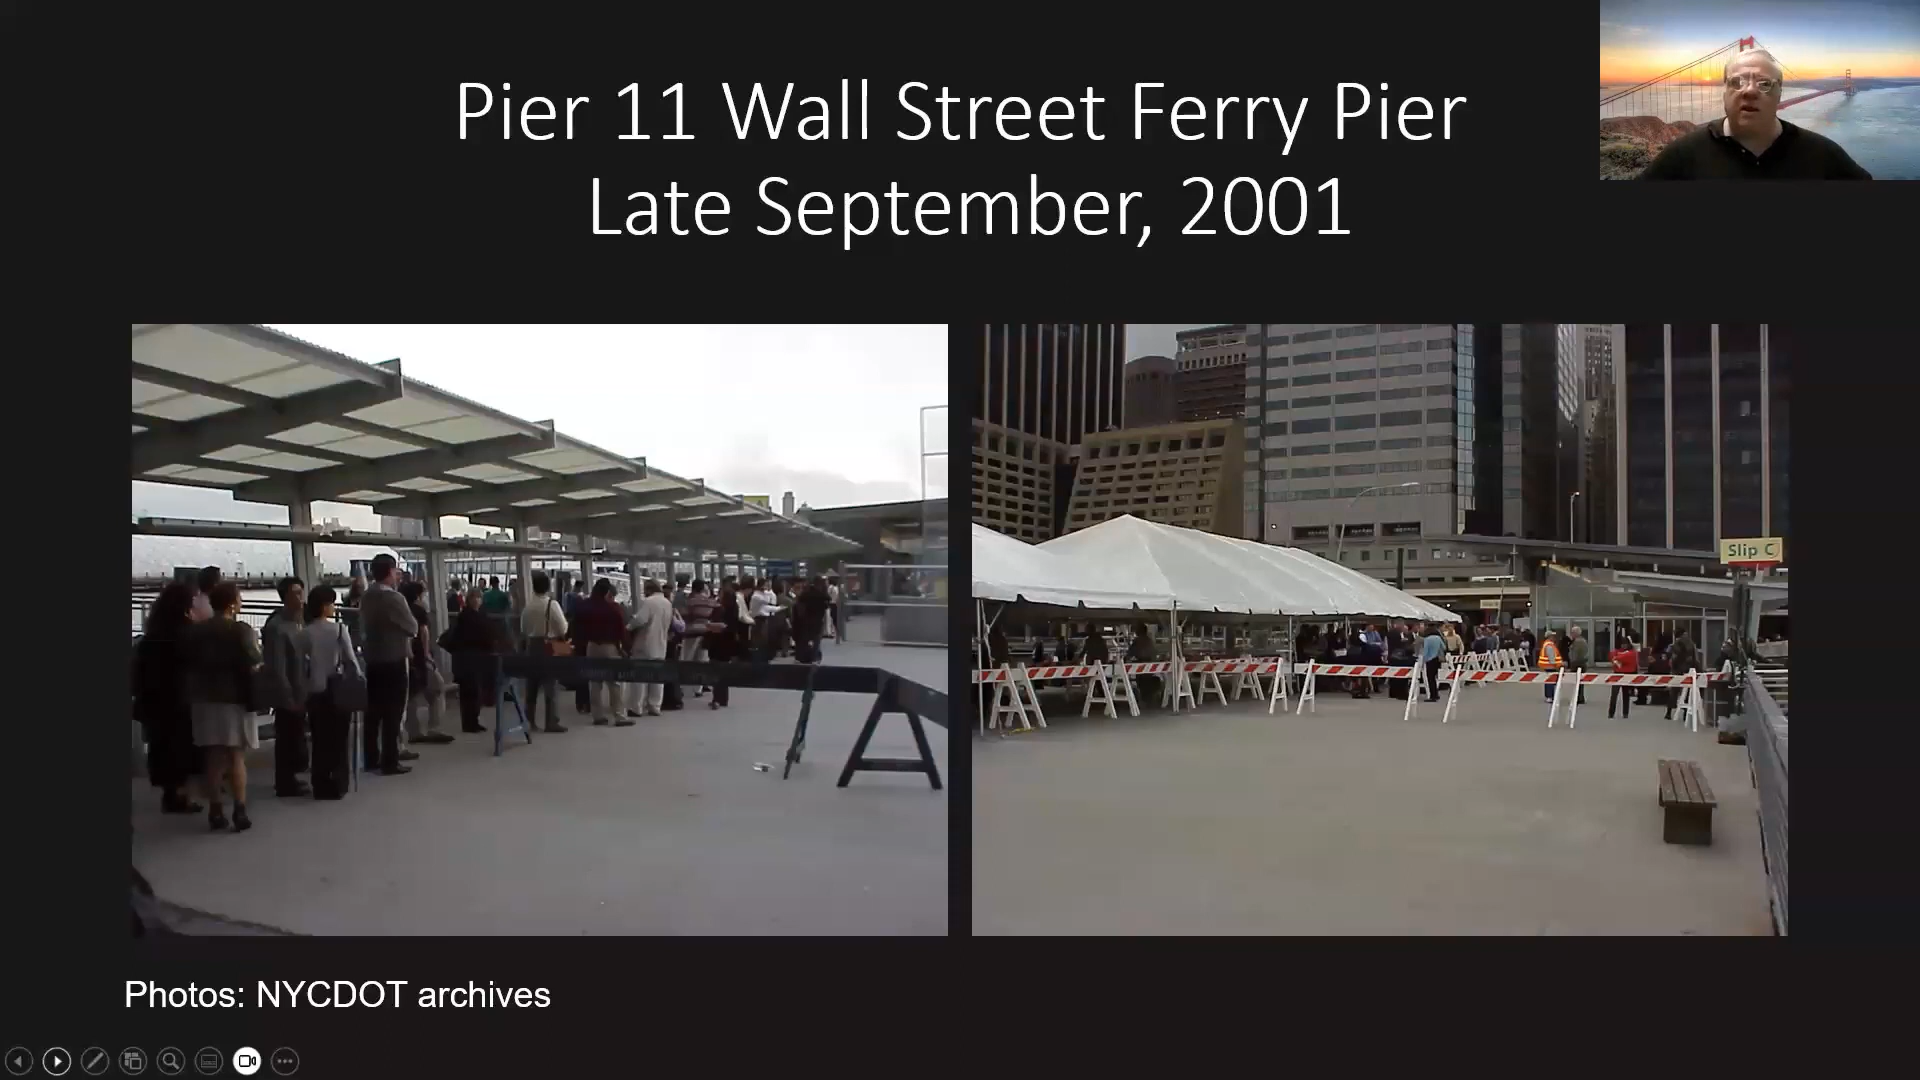 Pier 11 Wall Street Ferry Pier
Late September, 2001
Slip C
Photos: NYCDOT archives